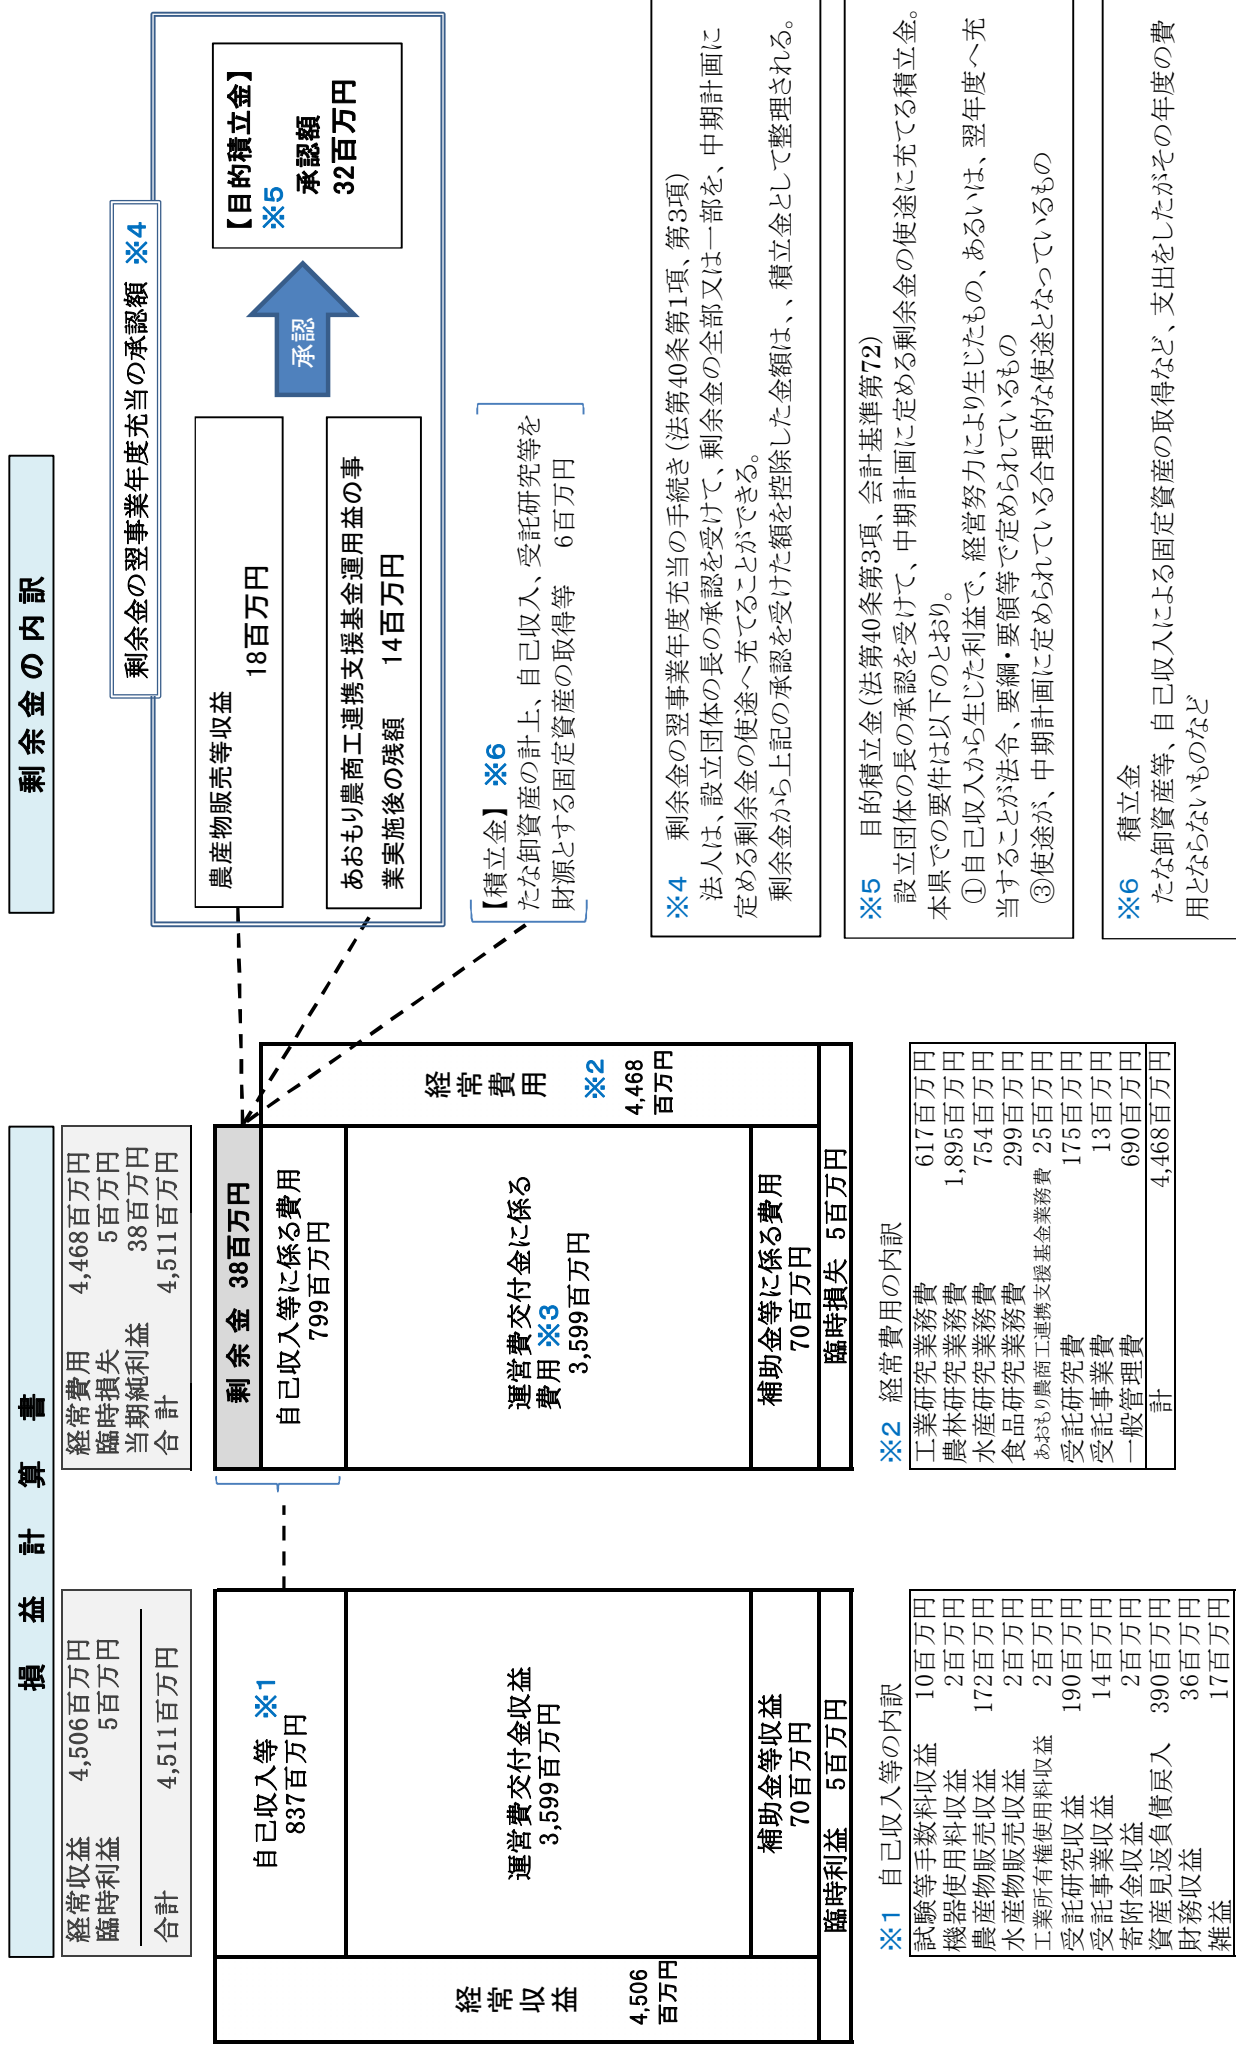 損　益　計　算　書
経常収益　4,506百万円
臨時利益　5百万円
合計　4,511百万円
経常費用　4,468百万円
臨時損失　5百万円
当期純利益　38百万円
合 計　4,511百万円
自己収入等　※1
837百万円
運営費交付金収益
3,599百万円
補助金等収益
70百万円
臨時利益　5百万円
経
常
収
益
4,506
百万円
剰 余 金 38百万円
自己収入等に係る費用
799百万円
運営費交付金に係る
費用 ※3
3,599百万円
補助金等に係る費用
70百万円
臨時損失 5百万円
経
常
費
用
※2
4,468
百万円
※1　自己収入等の内訳
試験等手数料収益　10百万円
機器使用料収益　2百万円
農産物販売収益　172百万円
水産物販売収益　2百万円
工業所有権使用料収益　2百万円
受託研究収益　190百万円
受託事業収益　14百万円
寄附金収益　2百万円
資産見返負債戻入　390百万円
財務収益　36百万円
雑益　17百万円
※2　経常費用の内訳
工業研究業務費　617百万円
農林研究業務費　1,895百万円
水産研究業務費　754百万円
食品研究業務費　299百万円
あおもり農商工連携支援基金業務費　25百万円
受託研究費　175百万円
受託事業費　13百万円
一般管理費　690百万円
計　4,468百万円
剰 余 金 の 内 訳
剰余金の翌事業年度充当の承認額　※4
農産物販売等収益
18百万円
あおもり農商工連携支援基金運用益の事
業実施後の残額　14百万円
承認
【目的積立金】
※5
承認額
32百万円
【積立金】　※6
たな卸資産の計上、自己収入、受託研究等を
財源とする固定資産の取得等　6百万円
※4　剰余金の翌事業年度充当の手続き（法第40条第1項、第3項）
法人は、設立団体の長の承認を受けて、剰余金の全部又は一部を、中期計画に
定める剰余金の使途へ充てることができる。
剰余金から上記の承認を受けた額を控除した金額は、、積立金として整理される。
※5　目的積立金（法第40条第3項、会計基準第72）
設立団体の長の承認を受けて、中期計画に定める剰余金の使途に充てる積立金。
本県での要件は以下のとおり。
①自己収入から生じた利益で、経営努力により生じたもの、あるいは、翌年度へ充
当することが法令、要綱・要領等で定められているもの
③使途が、中期計画に定められている合理的な使途となっているもの
※6　積立金
たな卸資産等、自己収入による固定資産の取得など、支出をしたがその年度の費
用とならないものなど